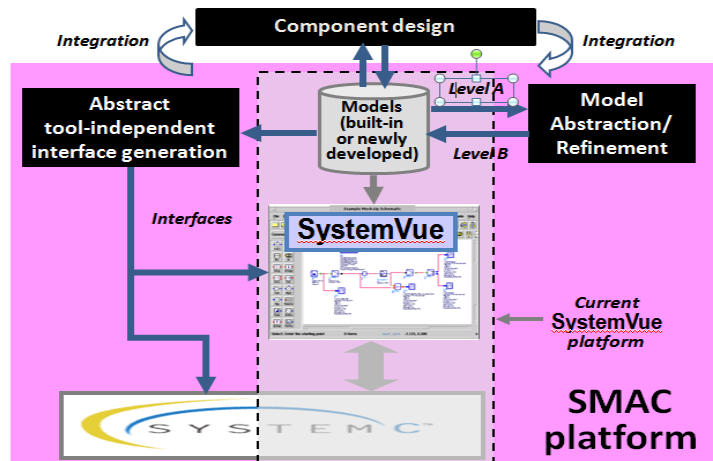 Component design
Integration
Integration
Abstract
tool-independent
interface generation
Models
(built-in
or newly
developed)
Level A
Level B
Model
Abstraction/
Refinement
Interfaces
SystemVue
Current
SystemVue
platform
SYSTEMC™
SMAC
platform